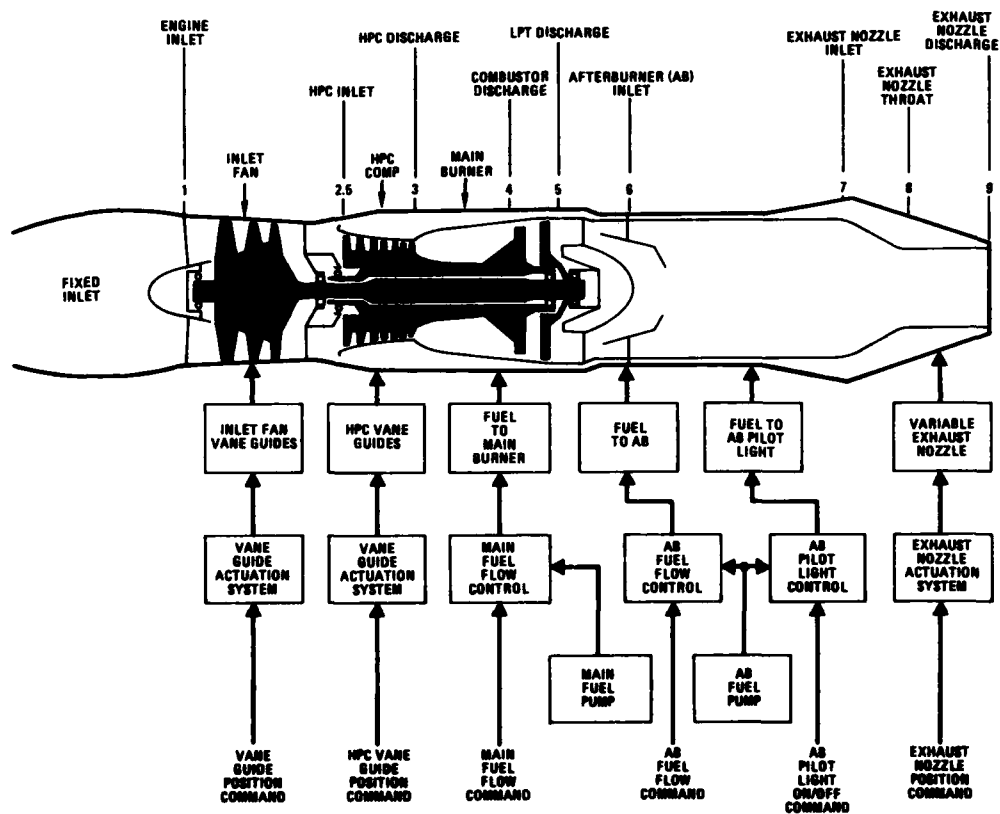 ENGINE
INLET
HPC DISCHARGE
LPT DISCHARGE
EXHAUST NOZZLE
INLET
EXHAUST
NOZZLE
DISCHARGE
HPC INLET
COMBUSTOR
DISCHARGE
AFTERBURNER (AB)
INLET
EXHAUST
NOZZLE
THROAT
INLET
FAN
HPC
COMP
MAIN
BURNER
1
2.5
3
4
5
6
7
8
9
FIXED
INLET
INLET FAN
VANE GUIDES
HPC VANE
GUIDES
FUEL
TO
MAIN
BURNER
FUEL
TO AB
FUEL TO
AB PILOT
LIGHT
VARIABLE
EXHAUST
NOZZLE
VANE
GUIDE
ACTUATION
SYSTEM
VANE
GUIDE
ACTUATION
SYSTEM
MAIN
FUEL
FLOW
CONTROL
AB
FUEL
FLOW
CONTROL
AB
PILOT
LIGHT
CONTROL
EXHAUST
NOZZLE
ACTUATION
SYSTEM
MAIN
FUEL
PUMP
AB
FUEL
PUMP
VANE
GUIDE
POSITION
COMMAND
HPC VANE
GUIDE
POSITION
COMMAND
MAIN
FUEL
FLOW
COMMAND
AB
FUEL
FLOW
COMMAND
AB
PILOT
LIGHT
ON/OFF
COMMAND
EXHAUST
NOZZLE
POSITION
COMMAND